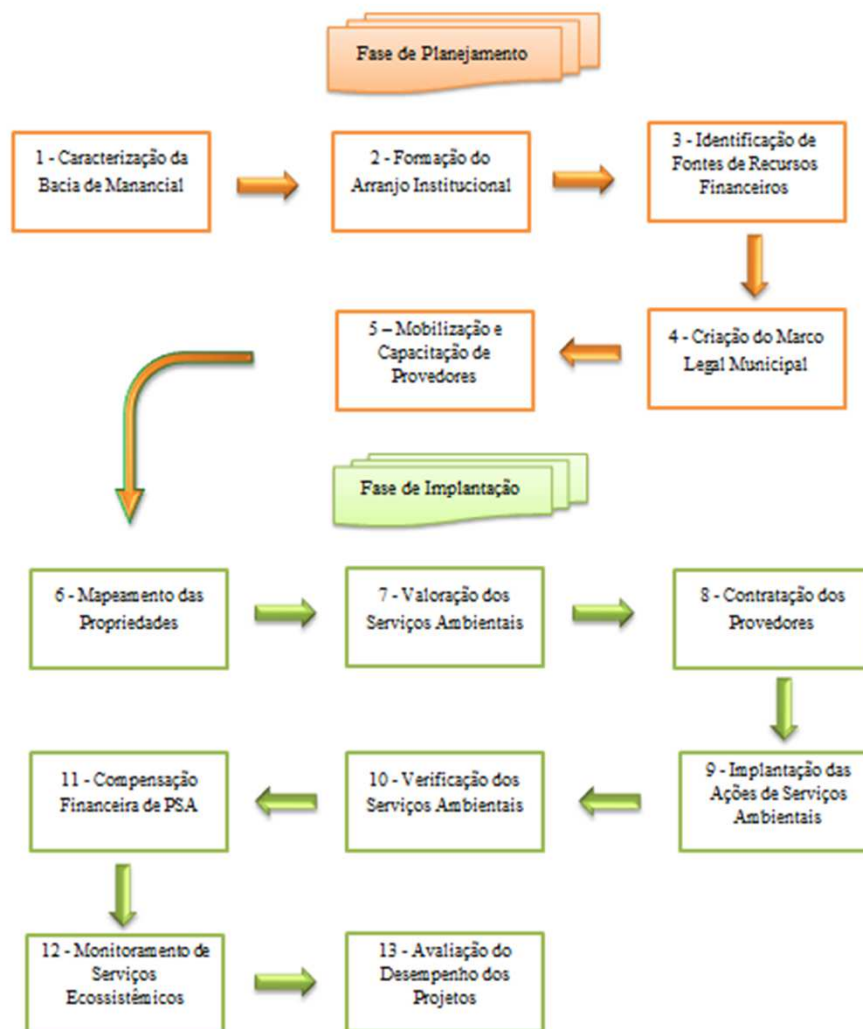 Fase de Planejamento
1 - Caracterização da
Bacia de Manancial
2 - Formação do
Arranjo Institucional
3 - Identificação de
Fontes de Recursos
Financeiros
4 - Criação do Marco
Legal Municipal
5 – Mobilização e
Capacitação de
Provedores
Fase de Implantação
6 - Mapeamento das
Propriedades
7 - Valoração dos
Serviços Ambientais
8 - Contratação dos
Provedores
9 - Implantação das
Ações de Serviços
Ambientais
10 - Verificação dos
Serviços Ambientais
11 - Compensação
Financeira de PSA
12 - Monitoramento de
Serviços
Ecossistêmicos
13 - Avaliação do
Desempenho dos
Projetos